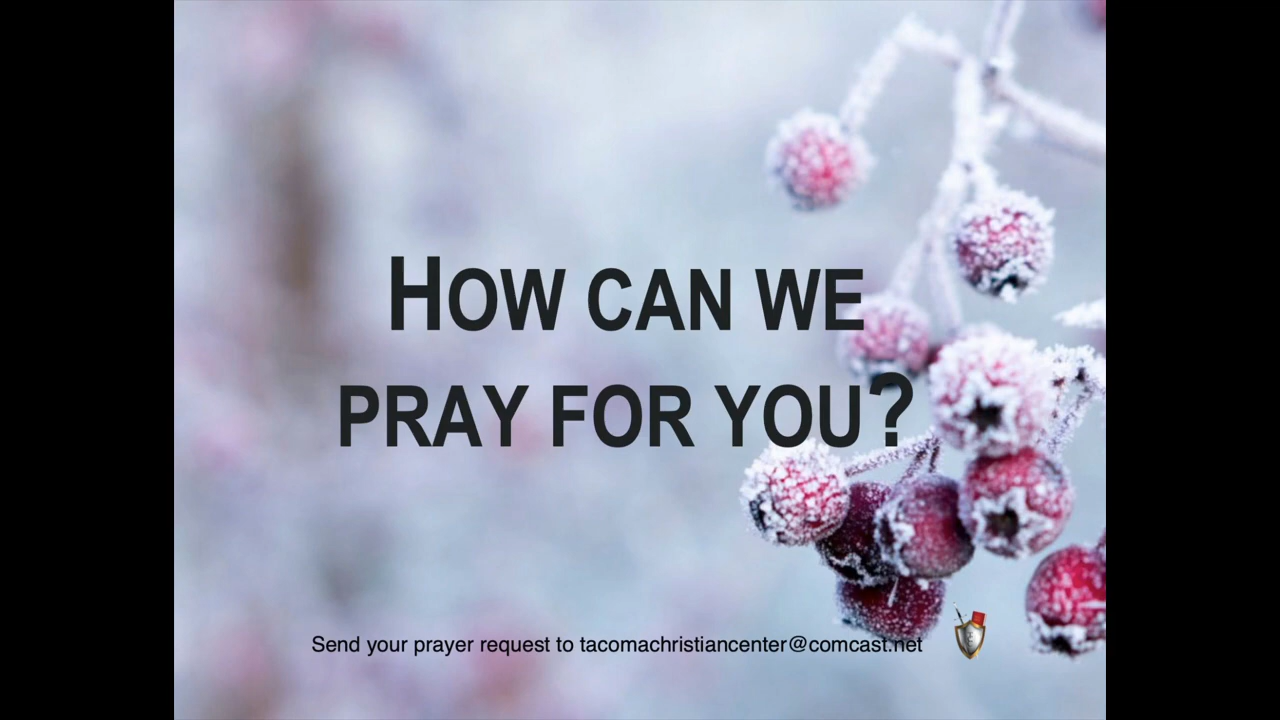 How can we
pray for you?
Send your prayer request to tacomachristiancenter@comcast.net